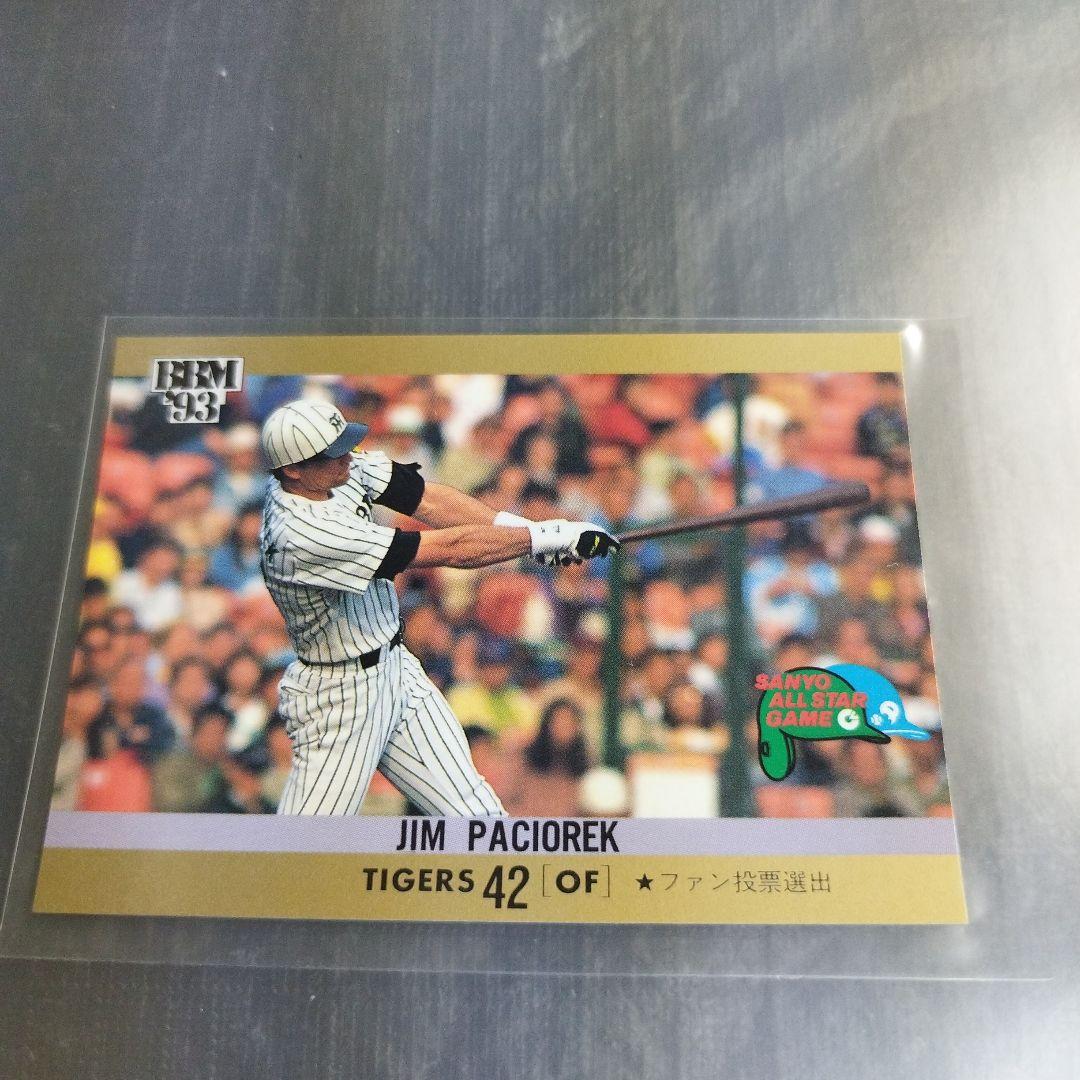 BBM
'93
SANYO
ALL STAR
GAME
JIM PACIOREK
TIGERS 42 [OF] ★ファン投票選出